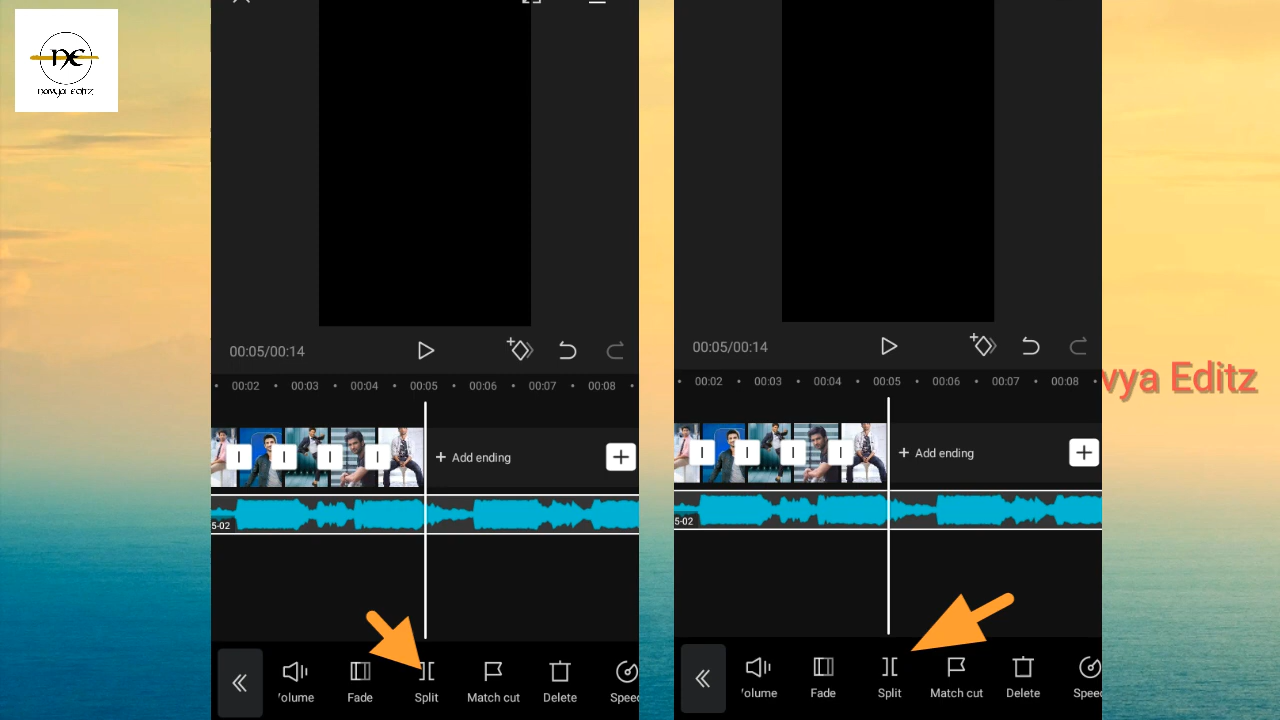 navya editz
00:05/00:14
00:02 00:03 00:04 00:05 00:06 00:07 00:08
+ Add ending
5-02
Volume Fade Split Match cut Delete Speed
00:05/00:14
00:02 00:03 00:04 00:05 00:06 00:07 00:08
+ Add ending
5-02
Volume Fade Split Match cut Delete Speed
vya Editz